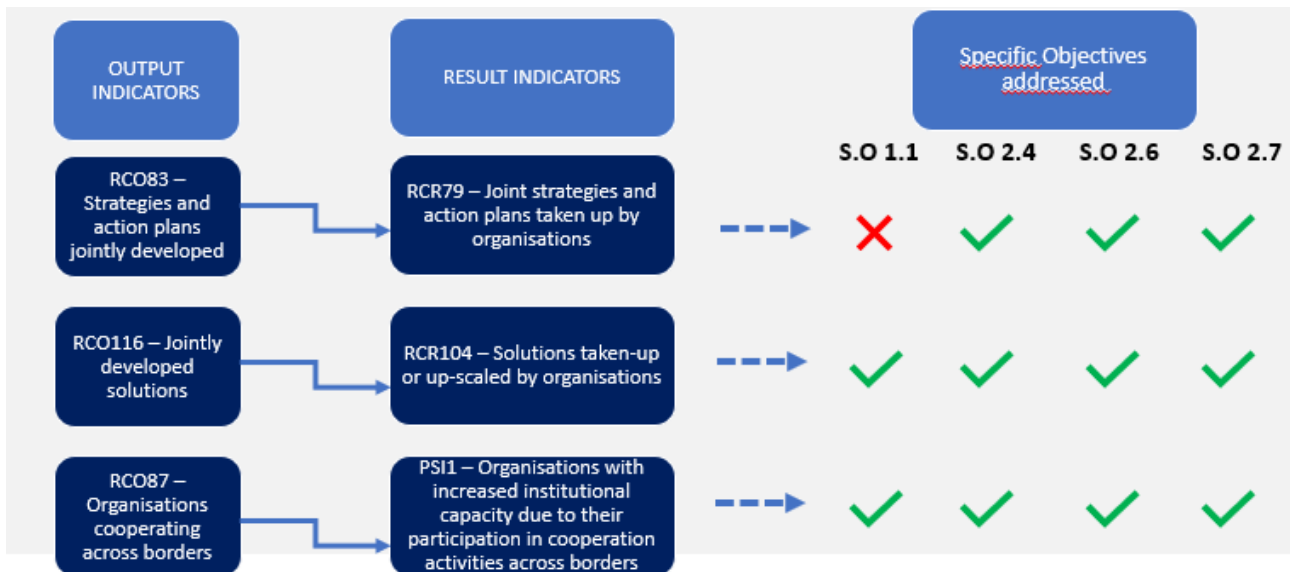 OUTPUT
INDICATORS
RESULT INDICATORS
Specific Objectives
addressed
S.O 1.1
S.O 2.4
S.O 2.6
S.O 2.7
RCO83 –
Strategies and
action plans
jointly developed
RCR79 – Joint strategies and
action plans taken up by
organisations
RCO116 – Jointly
developed
solutions
RCR104 – Solutions taken-up
or up-scaled by organisations
RCO87 –
Organisations
cooperating
across borders
PSI1 – Organisations with
increased institutional
capacity due to their
participation in cooperation
activities across borders